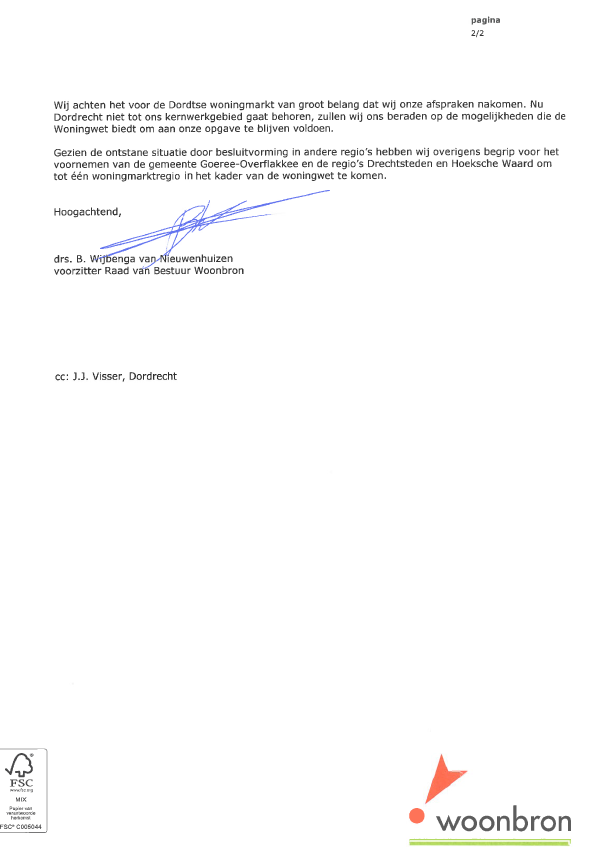 pagina
2/2
Wij achten het voor de Dordtse woningmarkt van groot belang dat wij onze afspraken nakomen. Nu
Dordrecht niet tot ons kernwerkgebied gaat behoren, zullen wij ons beraden op de mogelijkheden die de
Woningwet biedt om aan onze opgave te blijven voldoen.
Gezien de ontstane situatie door besluitvorming in andere regio's hebben wij overigens begrip voor het
voornemen van de gemeente Goeree-Overflakkee en de regio's Drechtsteden en Hoeksche Waard om
tot één woningmarktregio in het kader van de woningwet te komen.
Hoogachtend,
drs. B. Wijbenga van Nieuwenhuizen
voorzitter Raad van Bestuur Woonbron
cc: J.J. Visser, Dordrecht
FSC
www.fsc.org
MIX
Papier van
verantwoorde
herkomst
FSC® C005044
woonbron